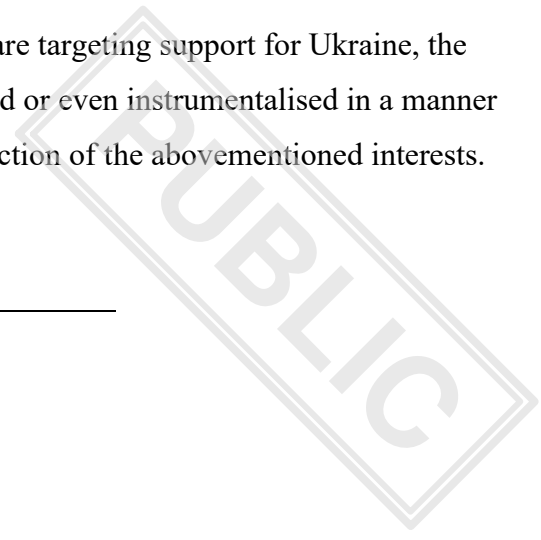 are targeting support for Ukraine, the
d or even instrumentalised in a manner
ction of the abovementioned interests.
PUBLIC